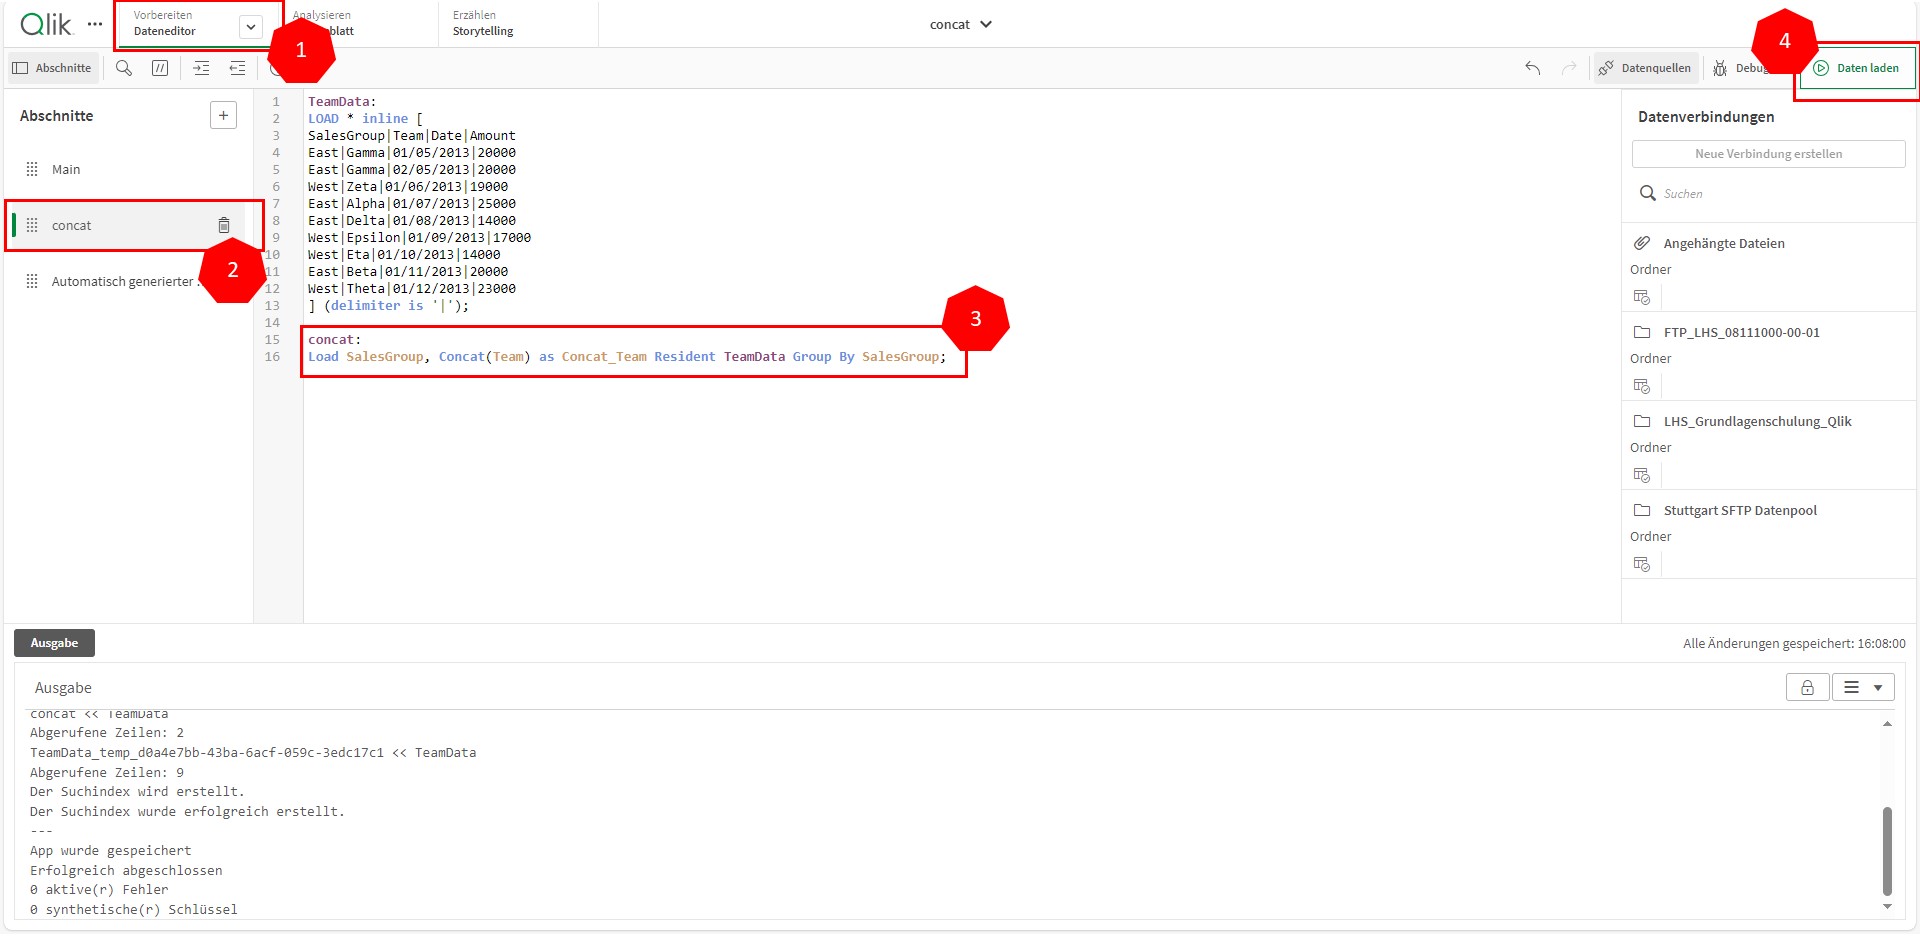 Qlik
Vorbereiten
Dateneditor
Analysieren
blatt
Erzählen
Storytelling
concat
1
4
Abschnitte
//
Datenquellen
Debug
Daten laden
Abschnitte
+
Main
concat
2
Automatisch generierter
1 TeamData:
2 LOAD * inline [
3 SalesGroup|Team|Date|Amount
4 East|Gamma|01/05/2013|20000
5 East|Gamma|02/05/2013|20000
6 West|Zeta|01/06/2013|19000
7 East|Alpha|01/07/2013|25000
8 East|Delta|01/08/2013|14000
9 West|Epsilon|01/09/2013|17000
10 West|Eta|01/10/2013|14000
11 East|Beta|01/11/2013|20000
12 West|Theta|01/12/2013|23000
13 ] (delimiter is '|');
14
15 concat:
16 Load SalesGroup, Concat(Team) as Concat_Team Resident TeamData Group By SalesGroup;
3
Datenverbindungen
Neue Verbindung erstellen
Suchen
Angehängte Dateien
Ordner
FTP_LHS_08111000-00-01
Ordner
LHS_Grundlagenschulung_Qlik
Ordner
Stuttgart SFTP Datenpool
Ordner
Ausgabe
Alle Änderungen gespeichert: 16:08:00
Ausgabe
concat << TeamData
Abgerufene Zeilen: 2
TeamData_temp_d0a4e7bb-43ba-6acf-059c-3edc17c1 << TeamData
Abgerufene Zeilen: 9
Der Suchindex wird erstellt.
Der Suchindex wurde erfolgreich erstellt.
---
App wurde gespeichert
Erfolgreich abgeschlossen
0 aktive(r) Fehler
0 synthetische(r) Schlüssel